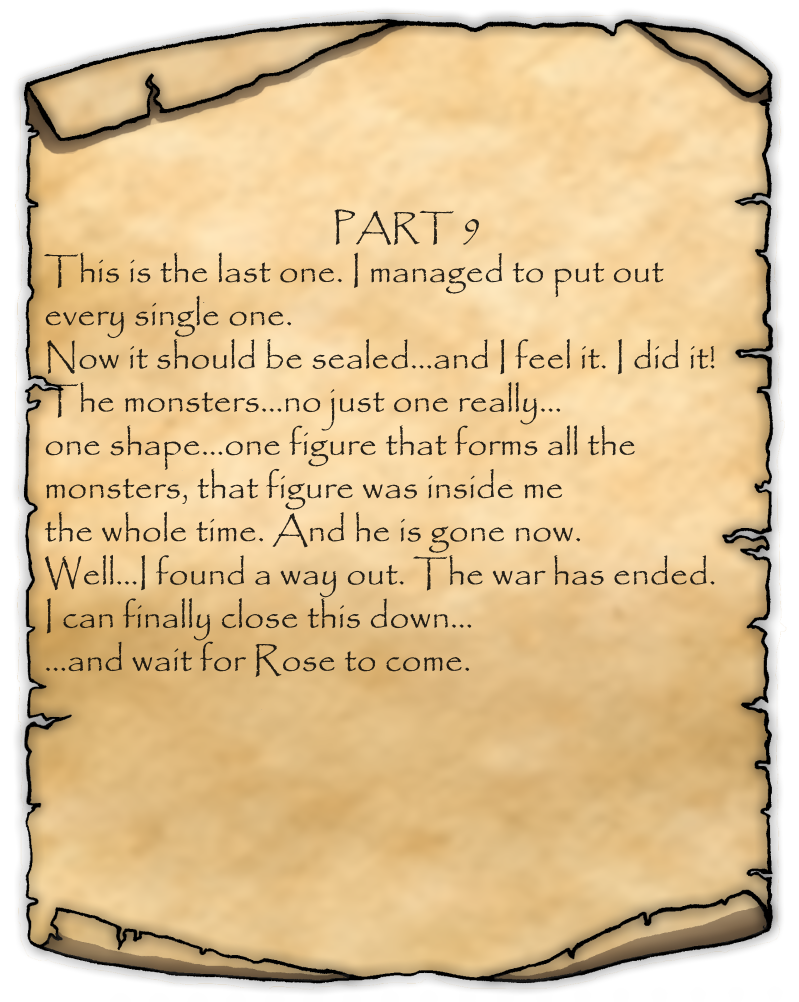 PART 9
This is the last one. I managed to put out
every single one.
Now it should be sealed...and I feel it. I did it!
The monsters...no just one really...
one shape...one figure that forms all the
monsters, that figure was inside me
the whole time. And he is gone now.
Well...I found a way out. The war has ended.
I can finally close this down...
...and wait for Rose to come.